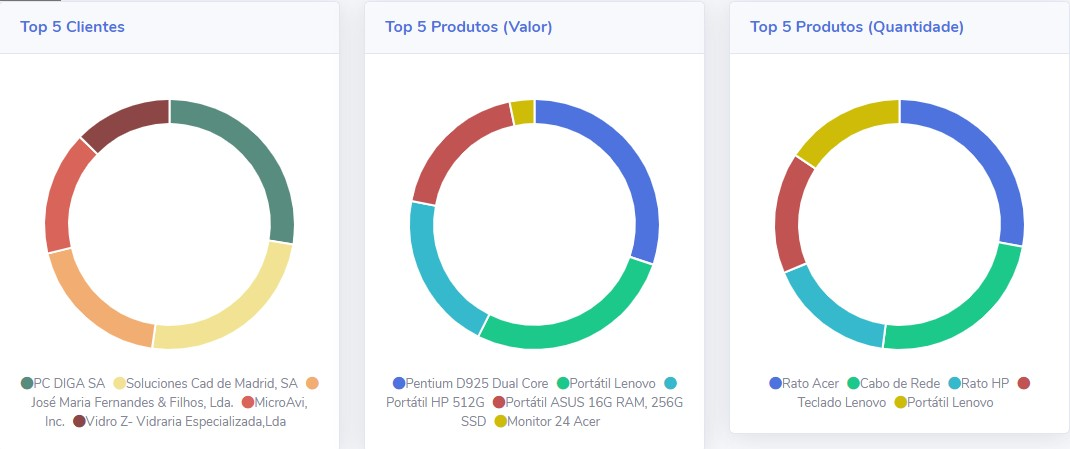 Top 5 Clientes
PC DIGA SA Soluciones Cad de Madrid, SA
José Maria Fernandes & Filhos, Lda. MicroAvi,
Inc. Vidro Z- Vidraria Especializada,Lda
Top 5 Produtos (Valor)
Pentium D925 Dual Core Portátil Lenovo
Portátil HP 512G Portátil ASUS 16G RAM, 256G
SSD Monitor 24 Acer
Top 5 Produtos (Quantidade)
Rato Acer Cabo de Rede Rato HP
Teclado Lenovo Portátil Lenovo